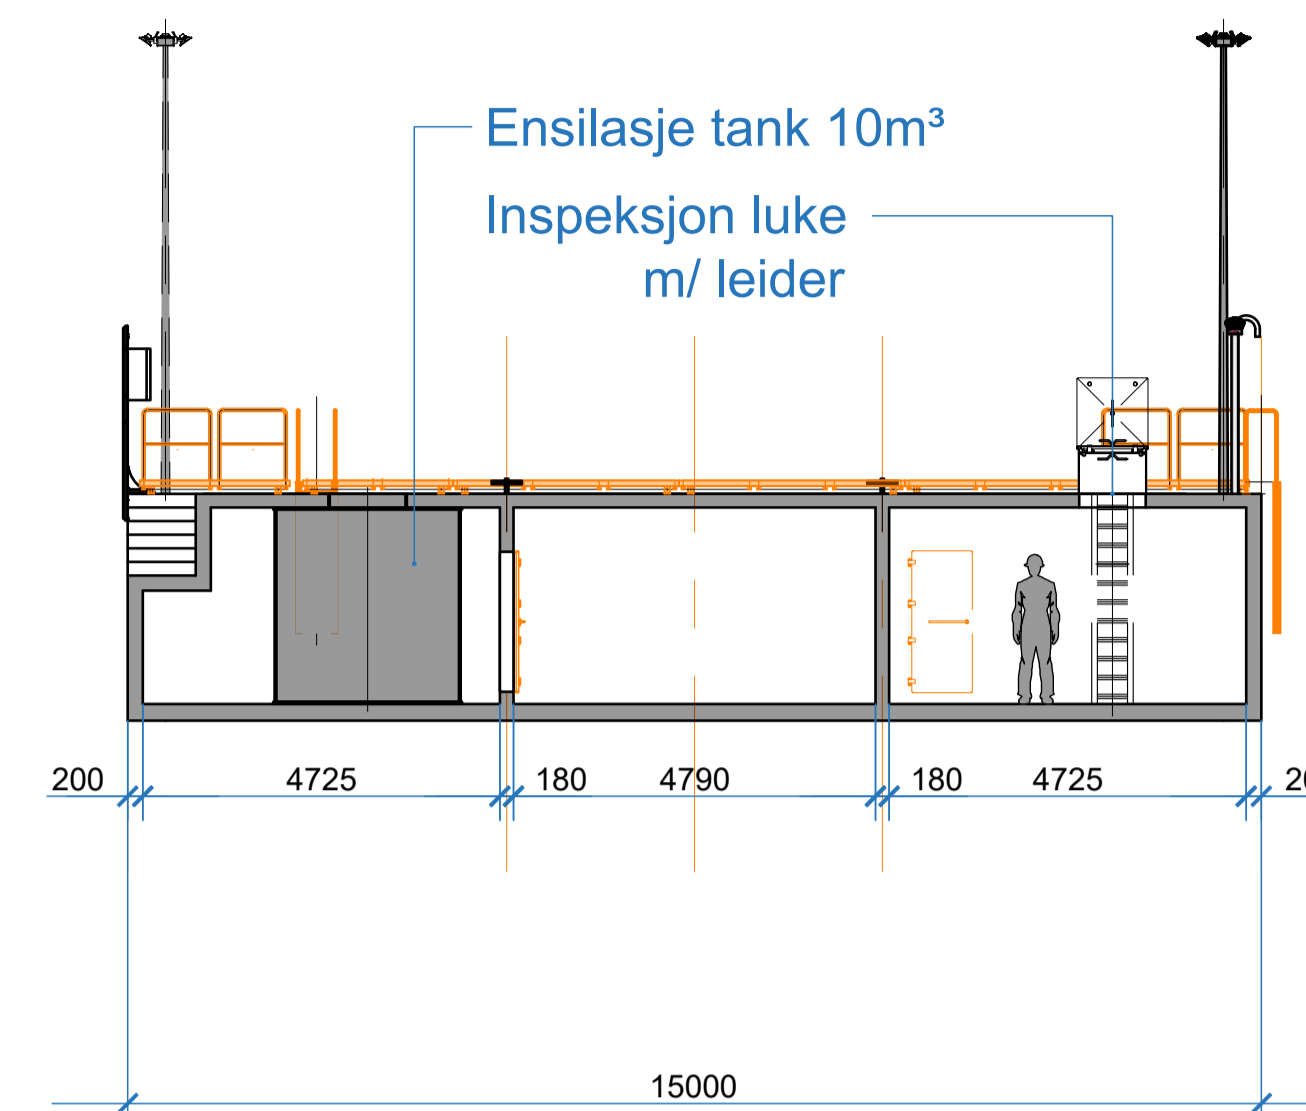 Ensilasje tank 10m³
Inspeksjon luke
m/ leider
200 4725 180 4790 180 4725
15000